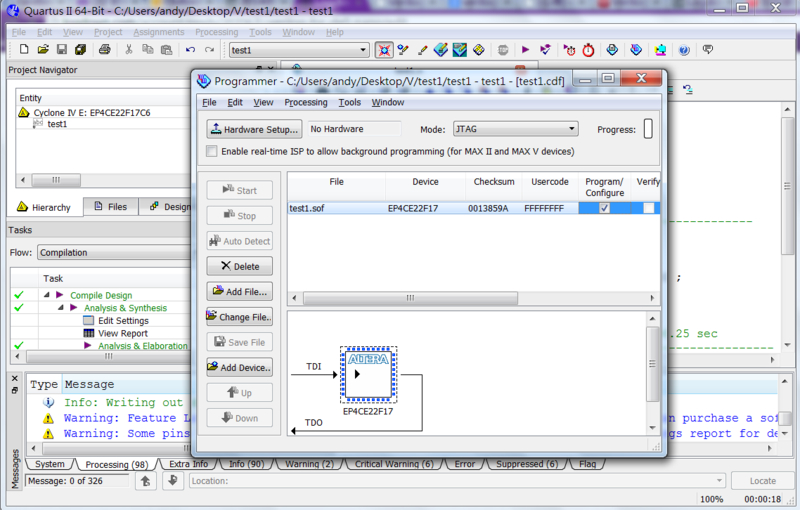 Quartus II 64-Bit - C:/Users/andy/Desktop/V/test1/test1 - test1
File Edit View Project Assignments Processing Tools Window Help
test1
Project Navigator
Entity
Cyclone IV E: EP4CE22F17C6
test1
Hierarchy Files Design
Tasks
Flow: Compilation
Task
Compile Design
Analysis & Synthesis
Edit Settings
View Report
Analysis & Elaboration
Programmer - C:/Users/andy/Desktop/V/test1/test1 - test1 - [test1.cdf]
File Edit View Processing Tools Window
Hardware Setup... No Hardware Mode: JTAG Progress:
Enable real-time ISP to allow background programming (for MAX II and MAX V devices)
Start
Stop
Auto Detect
Delete
Add File...
Change File..
Save File
Add Device..
Up
Down
File Device Checksum Usercode Program/ Verify
Configure
test1.sof EP4CE22F17 0013859A FFFFFFFF
TDI
ALTERA
EP4CE22F17
TDO
;
.25 sec
Messages
Type Message
Info: Writing out
Warning: Feature L n purchase a sof
Warning: Some pins gs report for de
System Processing (98) Extra Info Info (90) Warning (2) Critical Warning (6) Error Suppressed (6) Flag
Message: 0 of 326 Location: Locate
100% 00:00:18